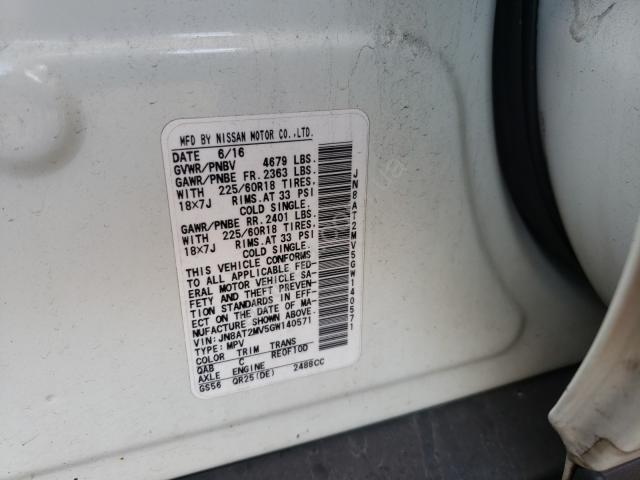 MFD BY NISSAN MOTOR CO.,LTD.
DATE 6/16
GVWR/PNBV 4679 LBS.
GAWR/PNBE FR. 2363 LBS.
WITH 225/60R18 TIRES,
18×7J RIMS.AT 33 PSI
COLD SINGLE.
GAWR/PNBE RR. 2401 LBS.
WITH 225/60R18 TIRES,
18×7J RIMS.AT 33 PSI
COLD SINGLE.
THIS VEHICLE CONFORMS
TO ALL APPLICABLE FED-
ERAL MOTOR VEHICLE SA-
FETY AND THEFT PREVEN-
TION STANDARDS IN EFF-
ECT ON THE DATE OF MA-
NUFACTURE SHOWN ABOVE.
VIN: JN8AT2MV5GW140571
TYPE: MPV
COLOR TRIM TRANS
QAB C REOF10D
AXLE ENGINE
GS56 QR25(DE) 2488CC
JN8AT2MV5GW140571